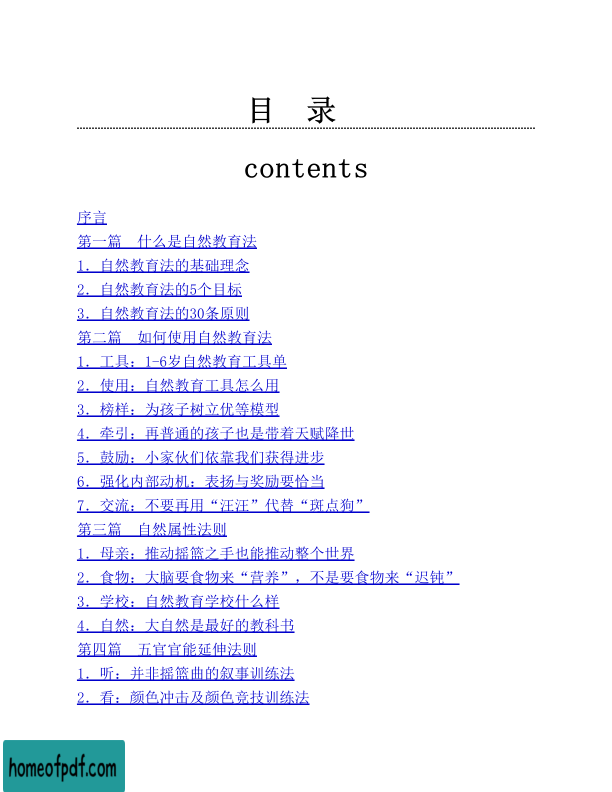 目 录
contents
序言
第一篇 什么是自然教育法
1．自然教育法的基础理念
2．自然教育法的5个目标
3．自然教育法的30条原则
第二篇 如何使用自然教育法
1．工具：1-6岁自然教育工具单
2．使用：自然教育工具怎么用
3．榜样：为孩子树立优等模型
4．牵引：再普通的孩子也是带着天赋降世
5．鼓励：小家伙们依靠我们获得进步
6．强化内部动机：表扬与奖励要恰当
7．交流：不要再用“汪汪”代替“斑点狗”
第三篇 自然属性法则
1．母亲：推动摇篮之手也能推动整个世界
2．食物：大脑要食物来“营养”，不是要食物来“迟钝”
3．学校：自然教育学校什么样
4．自然：大自然是最好的教科书
第四篇 五官官能延伸法则
1．听：并非摇篮曲的叙事训练法
2．看：颜色冲击及颜色竞技训练法
homeofpdf.com